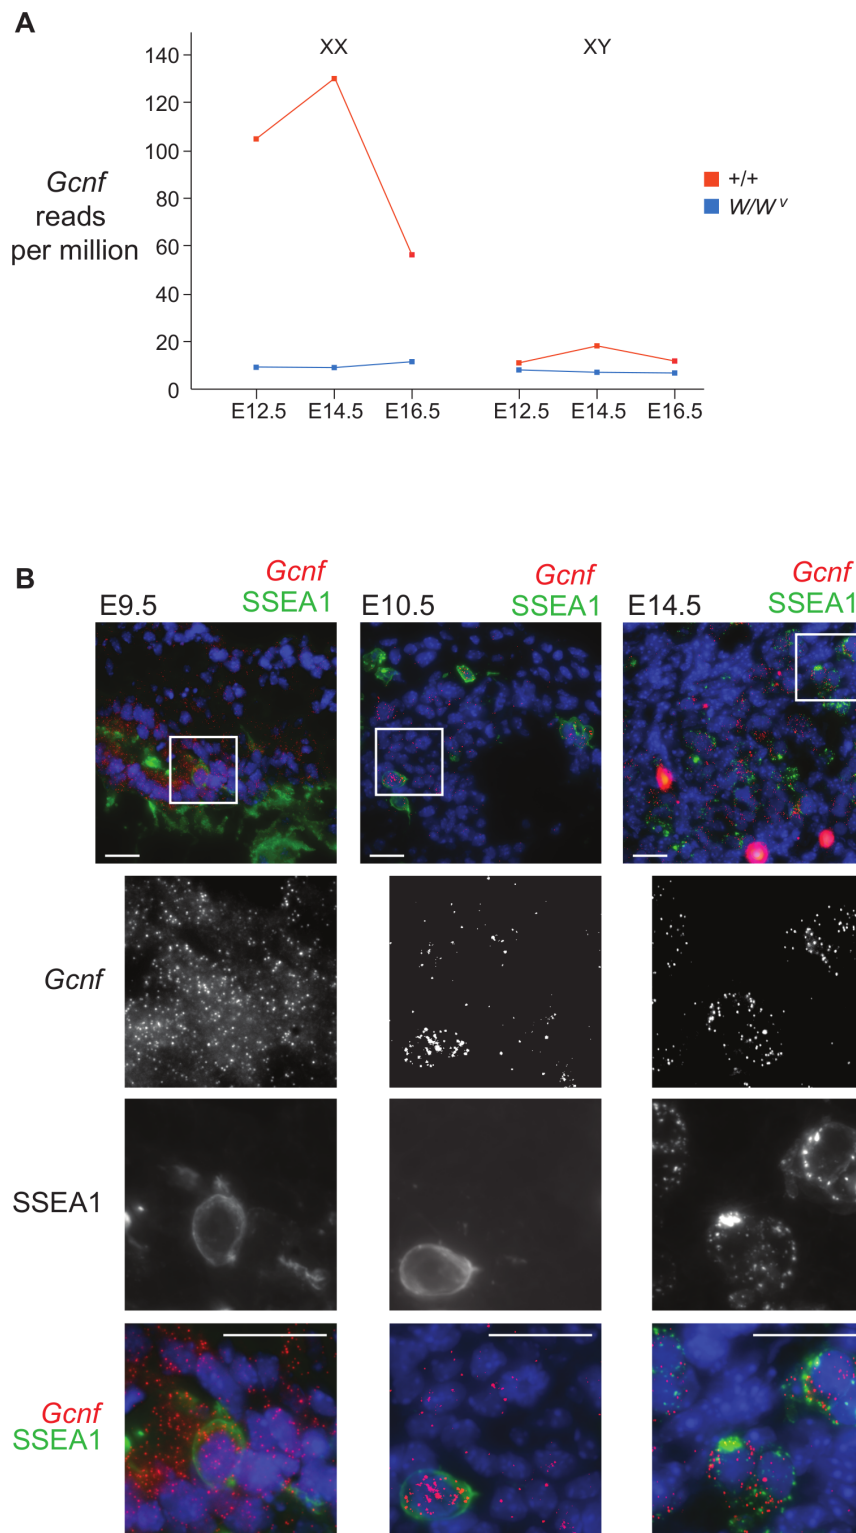 A
XX
XY
140
120
100
80
60
40
20
0
Gcnf
reads
per million
+/+
W/W v
E12.5 E14.5 E16.5 E12.5 E14.5 E16.5
B
Gcnf Gcnf Gcnf
E9.5 SSEA1 E10.5 SSEA1 E14.5 SSEA1
Gcnf
SSEA1
Gcnf
SSEA1